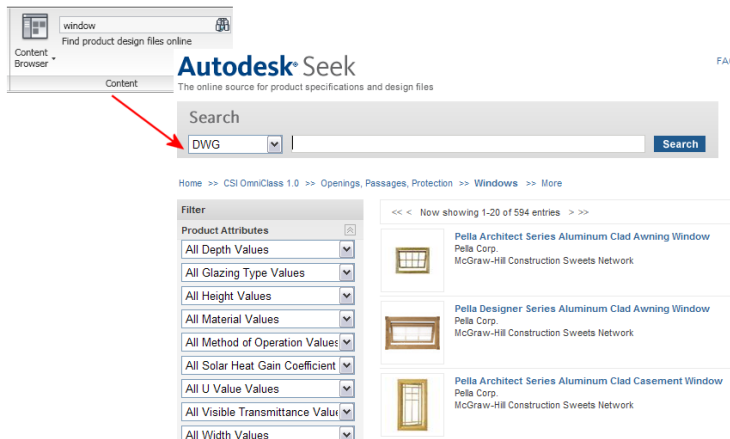 window
Find product design files online
Content
Browser
Content
Autodesk® Seek
The online source for product specifications and design files
FA
Search
DWG
Search
Home >> CSI OmniClass 1.0 >> Openings, Passages, Protection >> Windows >> More
Filter
<< < Now showing 1-20 of 594 entries > >>
Product Attributes
All Depth Values
All Glazing Type Values
All Height Values
All Material Values
All Method of Operation Values
All Solar Heat Gain Coefficient
All U Value Values
All Visible Transmittance Value
All Width Values
Pella Architect Series Aluminum Clad Awning Window
Pella Corp.
McGraw-Hill Construction Sweets Network
Pella Designer Series Aluminum Clad Awning Window
Pella Corp.
McGraw-Hill Construction Sweets Network
Pella Architect Series Aluminum Clad Casement Window
Pella Corp.
McGraw-Hill Construction Sweets Network